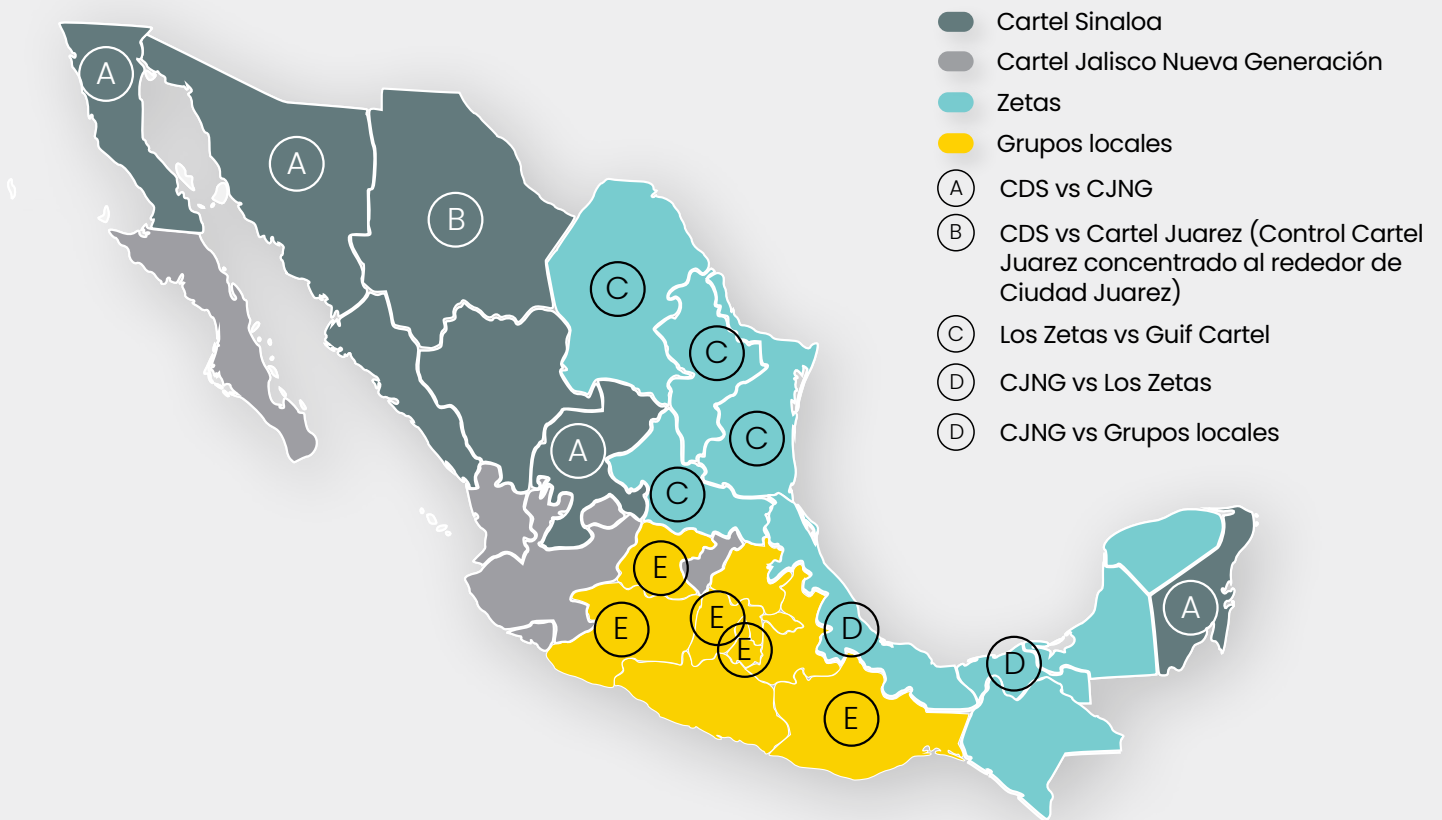 Cartel Sinaloa
Cartel Jalisco Nueva Generación
Zetas
Grupos locales
A CDS vs CJNG
B CDS vs Cartel Juarez (Control Cartel
Juarez concentrado al rededor de
Ciudad Juarez)
C Los Zetas vs Guif Cartel
D CJNG vs Los Zetas
D CJNG vs Grupos locales
A
A
B
C
C
C
A
C
E
E
E
E
D
D
A
E